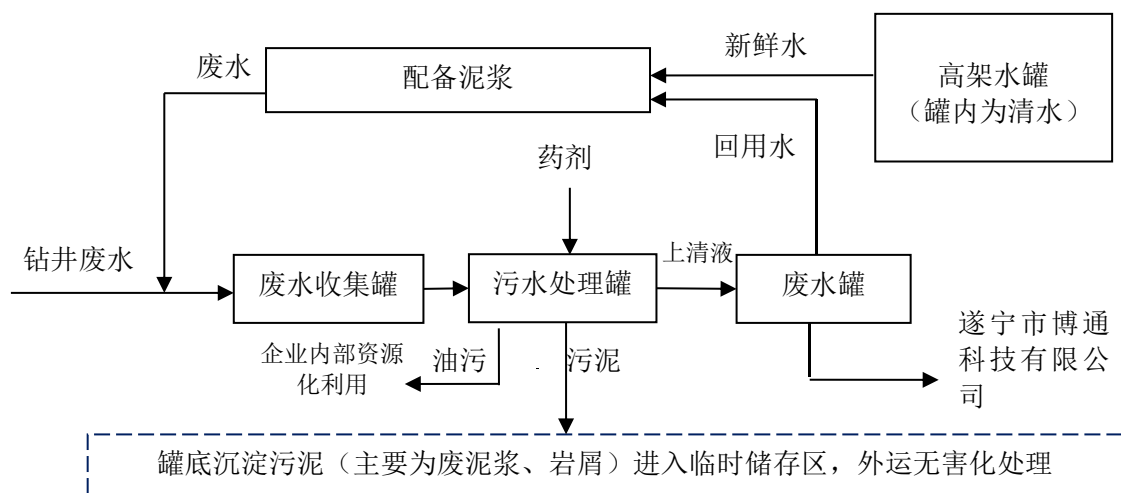 新鲜水
废水
配备泥浆
高架水罐
（罐内为清水）
回用水
药剂
钻井废水
上清液
废水收集罐
污水处理罐
废水罐
企业内部资源
化利用
油污
污泥
遂宁市博通
科技有限公
司
罐底沉淀污泥（主要为废泥浆、岩屑）进入临时储存区，外运无害化处理